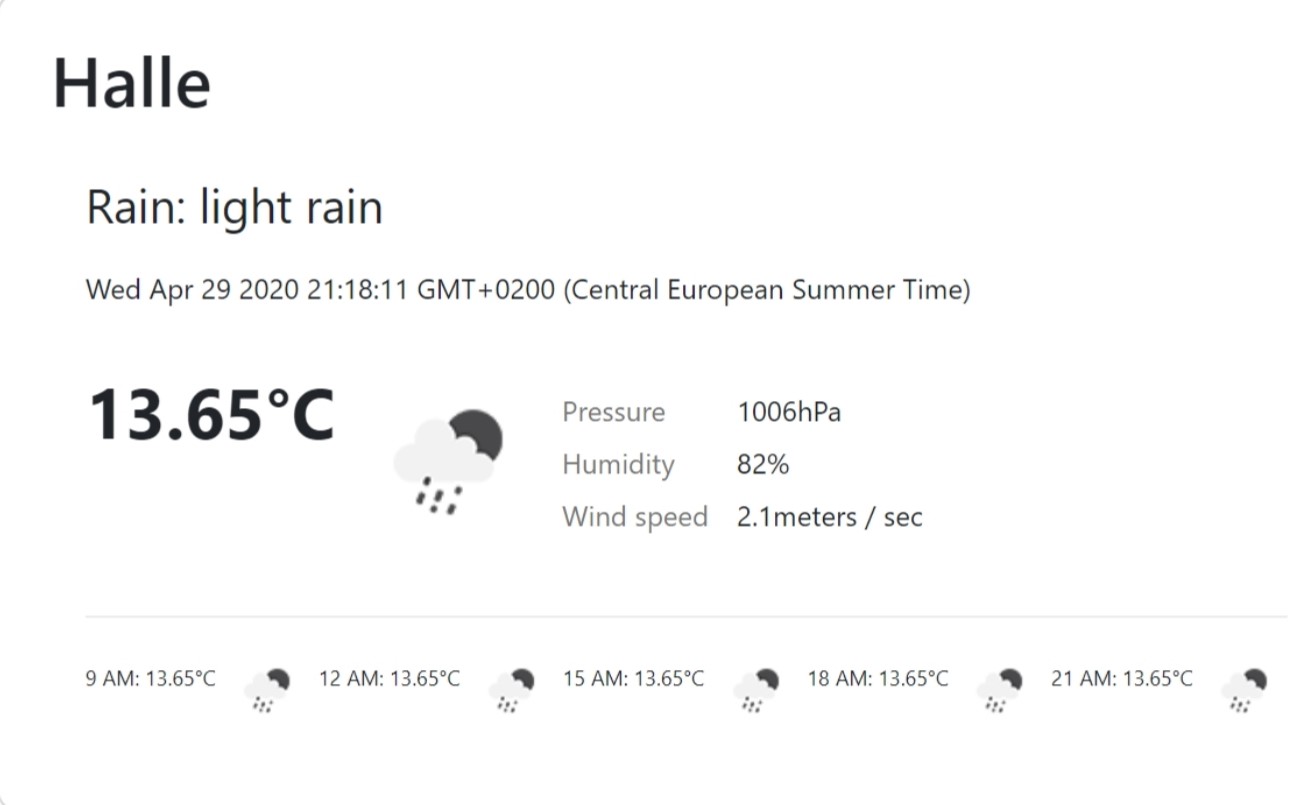 Halle
Rain: light rain
Wed Apr 29 2020 21:18:11 GMT+0200 (Central European Summer Time)
13.65°C
Pressure 1006hPa
Humidity 82%
Wind speed 2.1meters / sec
9 AM: 13.65°C 12 AM: 13.65°C 15 AM: 13.65°C 18 AM: 13.65°C 21 AM: 13.65°C